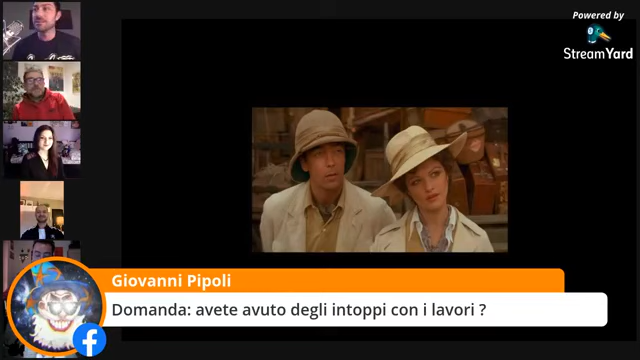 Powered by
StreamYard
Giovanni Pipoli
Domanda: avete avuto degli intoppi con i lavori ?